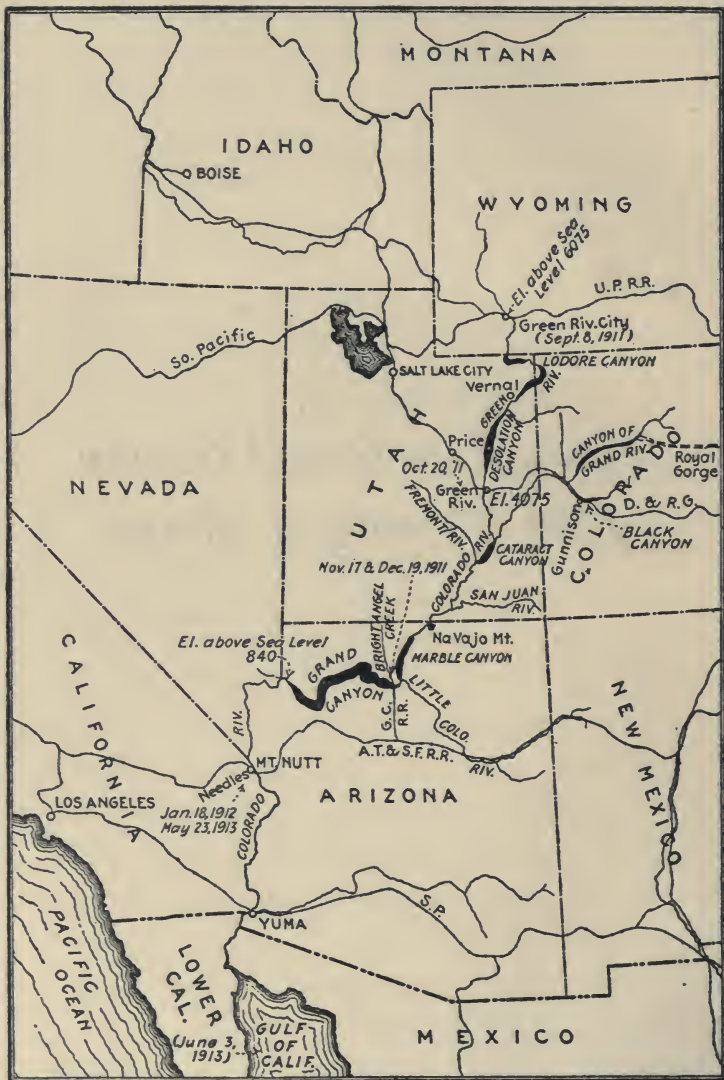 MONTANA
IDAHO
BOISE
WYOMING
El. above Sea
Level 6075
U.P.R.R.
Green Riv. City
(Sept. 8, 1911)
So. Pacific
SALT LAKE CITY
LODORE CANYON
Vernal
GREEN
RIV.
DESOLATION
CANYON
Price
CANYON OF
GRAND RIV.
Royal
Gorge
Oct. 20, '11
Green
Riv.
El. 4075
NEVADA
UTAH
COLORADO
D. & R.G.
Gunnison
BLACK
CANYON
FREMONT RIV.
CATARACT
CANYON
COLORADO RIV.
Nov. 17 & Dec. 19, 1911
SAN JUAN
RIV.
BRIGHT ANGEL
CREEK
NaVajo Mt.
MARBLE CANYON
El. above Sea Level
840
GRAND
CANYON
LITTLE
COLO.
RIV.
G.C.
R.R.
A.T. & S.F. R.R.
CALIFORNIA
NEW MEXICO
RIV.
MT. NUTT
Needles
Jan. 18, 1912
May 23, 1913
COLORADO
LOS ANGELES
ARIZONA
S.P.
YUMA
PACIFIC
OCEAN
LOWER
CAL.
(June 3,
1913)
GULF
OF
CALIF.
MEXICO